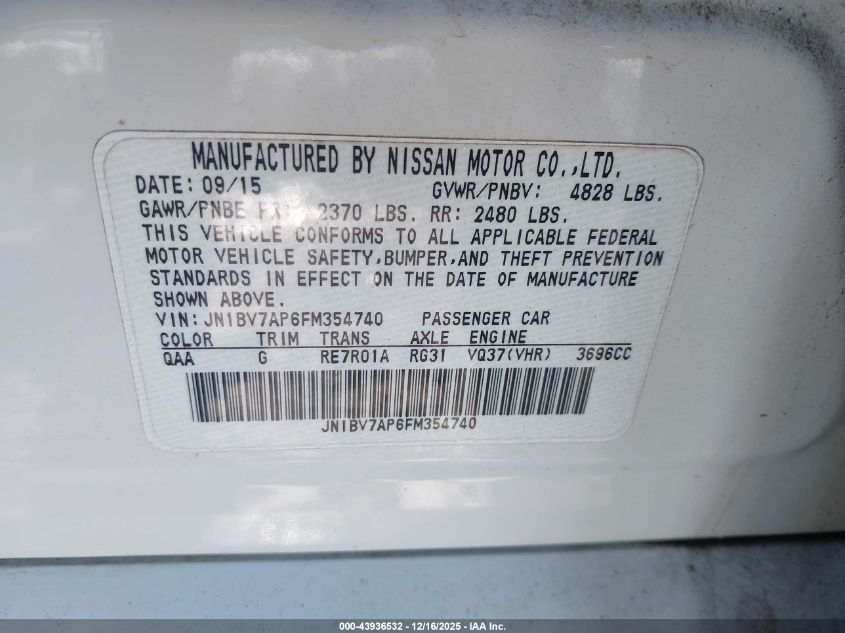 MANUFACTURED BY NISSAN MOTOR CO.,LTD.
DATE: 09/15 GVWR/PNBV: 4828 LBS.
GAWR/PNBE 2370 LBS. RR: 2480 LBS.
THIS VEHICLE CONFORMS TO ALL APPLICABLE FEDERAL
MOTOR VEHICLE SAFETY,BUMPER,AND THEFT PREVENTION
STANDARDS IN EFFECT ON THE DATE OF MANUFACTURE
SHOWN ABOVE.
VIN: JN1BV7AP6FM354740 PASSENGER CAR
COLOR TRIM TRANS AXLE ENGINE
QAA G RE7R01A RG31 VQ37(VHR) 3696CC
JN1BV7AP6FM354740
000-43936532 - 12/16/2025 - IAA Inc.